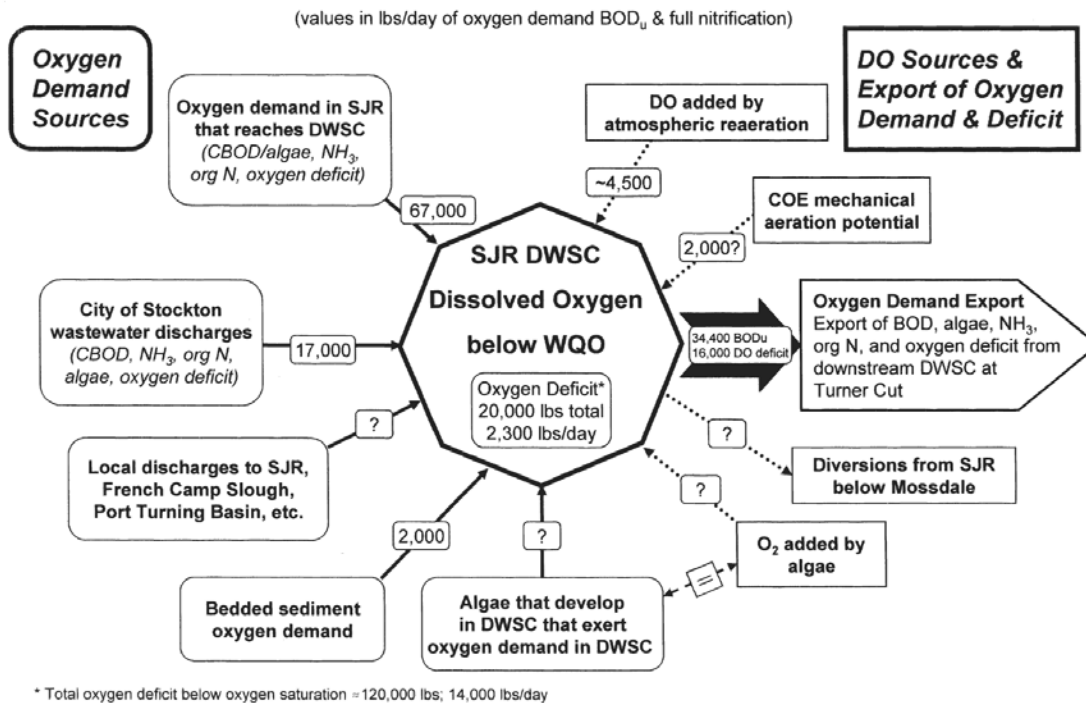 (values in lbs/day of oxygen demand BODu & full nitrification)
Oxygen
Demand
Sources
DO Sources &
Export of Oxygen
Demand & Deficit
Oxygen demand in SJR
that reaches DWSC
(CBOD/algae, NH3,
org N, oxygen deficit)
67,000
DO added by
atmospheric reaeration
~4,500
COE mechanical
aeration potential
2,000?
SJR DWSC
Dissolved Oxygen
below WQO
Oxygen Deficit*
20,000 lbs total
2,300 lbs/day
City of Stockton
wastewater discharges
(CBOD, NH3, org N,
algae, oxygen deficit)
17,000
34,400 BODu
16,000 DO deficit
Oxygen Demand Export
Export of BOD, algae, NH3,
org N, and oxygen deficit from
downstream DWSC at
Turner Cut
?
Local discharges to SJR,
French Camp Slough,
Port Turning Basin, etc.
?
Diversions from SJR
below Mossdale
2,000
Bedded sediment
oxygen demand
?
Algae that develop
in DWSC that exert
oxygen demand in DWSC
?
O2 added by
algae
=
* Total oxygen deficit below oxygen saturation ≈120,000 lbs; 14,000 lbs/day